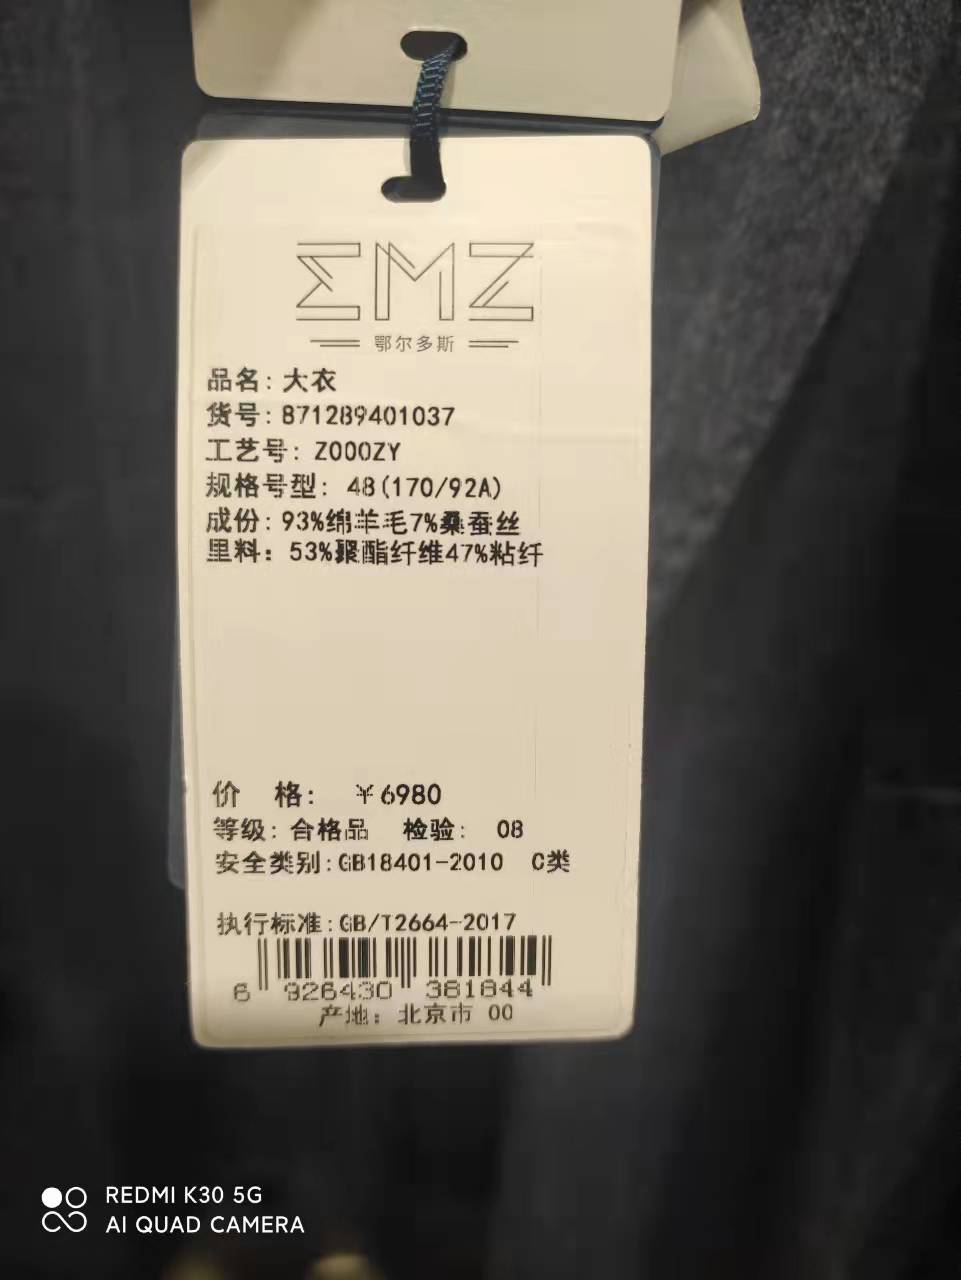 EMZ
鄂尔多斯
品名: 大衣
货号: 871289401037
工艺号: Z000ZY
规格号型: 48(170/92A)
成份: 93%绵羊毛7%桑蚕丝
里料: 53%聚酯纤维47%粘纤
价 格: ¥6980
等级: 合格品 检验: 08
安全类别:GB18401-2010 C类
执行标准:GB/T2664-2017
6 926430 381844
产地: 北京市 00
REDMI K30 5G
AI QUAD CAMERA